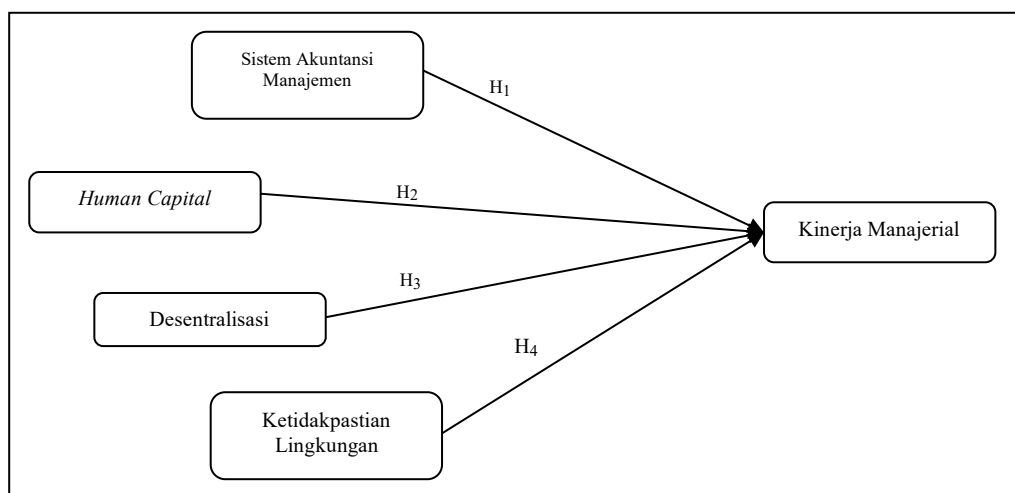 Sistem Akuntansi
Manajemen
H1
Human Capital
H2
Kinerja Manajerial
H3
Desentralisasi
H4
Ketidakpastian
Lingkungan